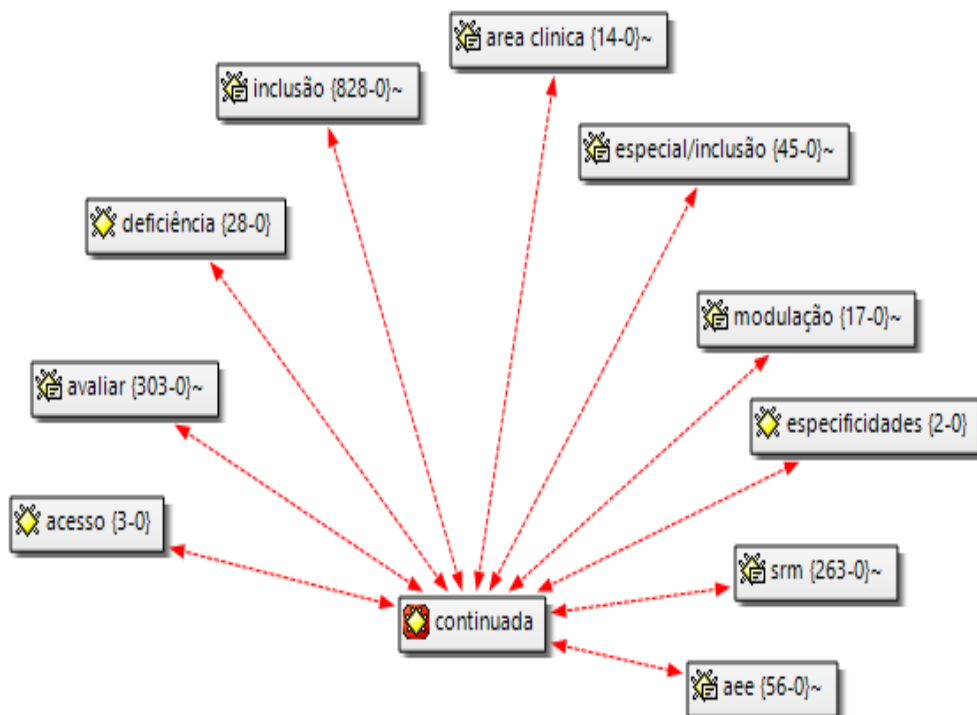 area clinica {14-0}~
inclusão {828-0}~
especial/inclusão {45-0}~
deficiência {28-0}
modulação {17-0}~
avaliar {303-0}~
especificidades {2-0}
acesso {3-0}
srm {263-0}~
continuada
aee {56-0}~